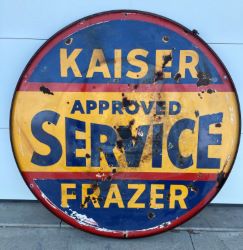 KAISER
APPROVED
SERVICE
FRAZER